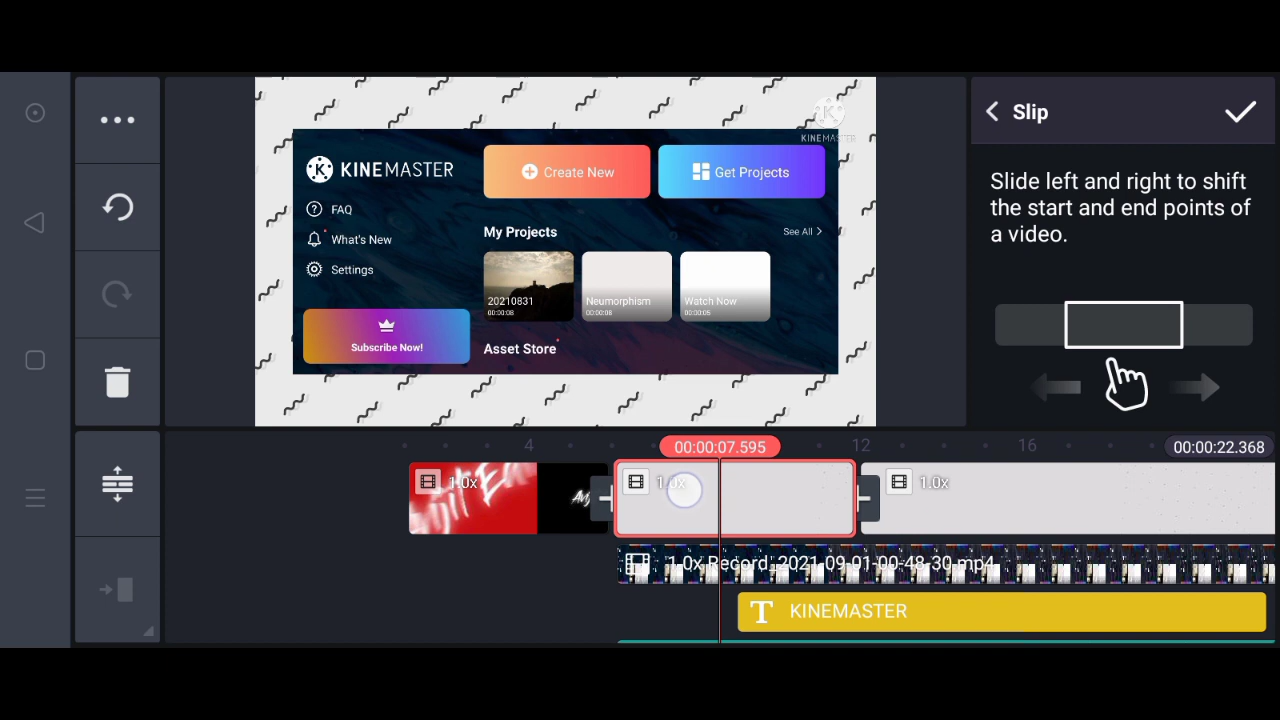 Slip
Slide left and right to shift
the start and end points of
a video.
KINEMASTER
KINEMASTER
Create New
Get Projects
FAQ
What's New
Settings
Subscribe Now!
My Projects
See All
20210831
00:00:08
Neumorphism
00:00:08
Watch Now
00:00:05
Asset Store
4
00:00:07.595
12
16
00:00:22.368
1.0x
1.0x
1.0x
1.0x Record_2021-09-01-00-48-30.mp4
T KINEMASTER